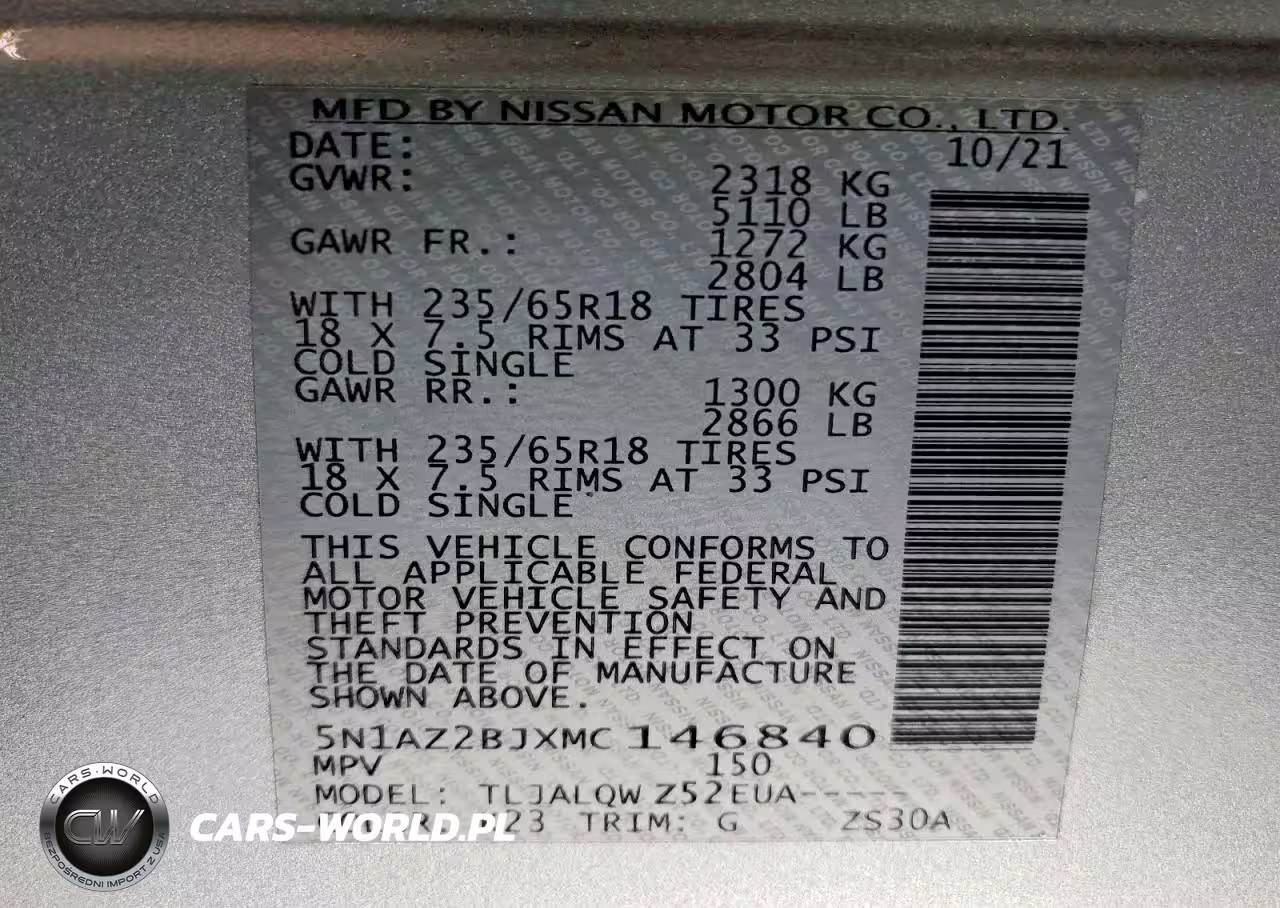 MFD BY NISSAN MOTOR CO., LTD.
DATE: 10/21
GVWR: 2318 KG
5110 LB
GAWR FR.: 1272 KG
2804 LB
WITH 235/65R18 TIRES
18 X 7.5 RIMS AT 33 PSI
COLD SINGLE
GAWR RR.: 1300 KG
2866 LB
WITH 235/65R18 TIRES
18 X 7.5 RIMS AT 33 PSI
COLD SINGLE
THIS VEHICLE CONFORMS TO
ALL APPLICABLE FEDERAL
MOTOR VEHICLE SAFETY AND
THEFT PREVENTION
STANDARDS IN EFFECT ON
THE DATE OF MANUFACTURE
SHOWN ABOVE.
5N1AZ2BJXMC146840
MPV 150
MODEL: TLJALQWZ52EUA-----
23 TRIM: G ZS30A
CARS-WORLD
CW
BEZPOŚREDNI IMPORT Z USA
CARS-WORLD.PL